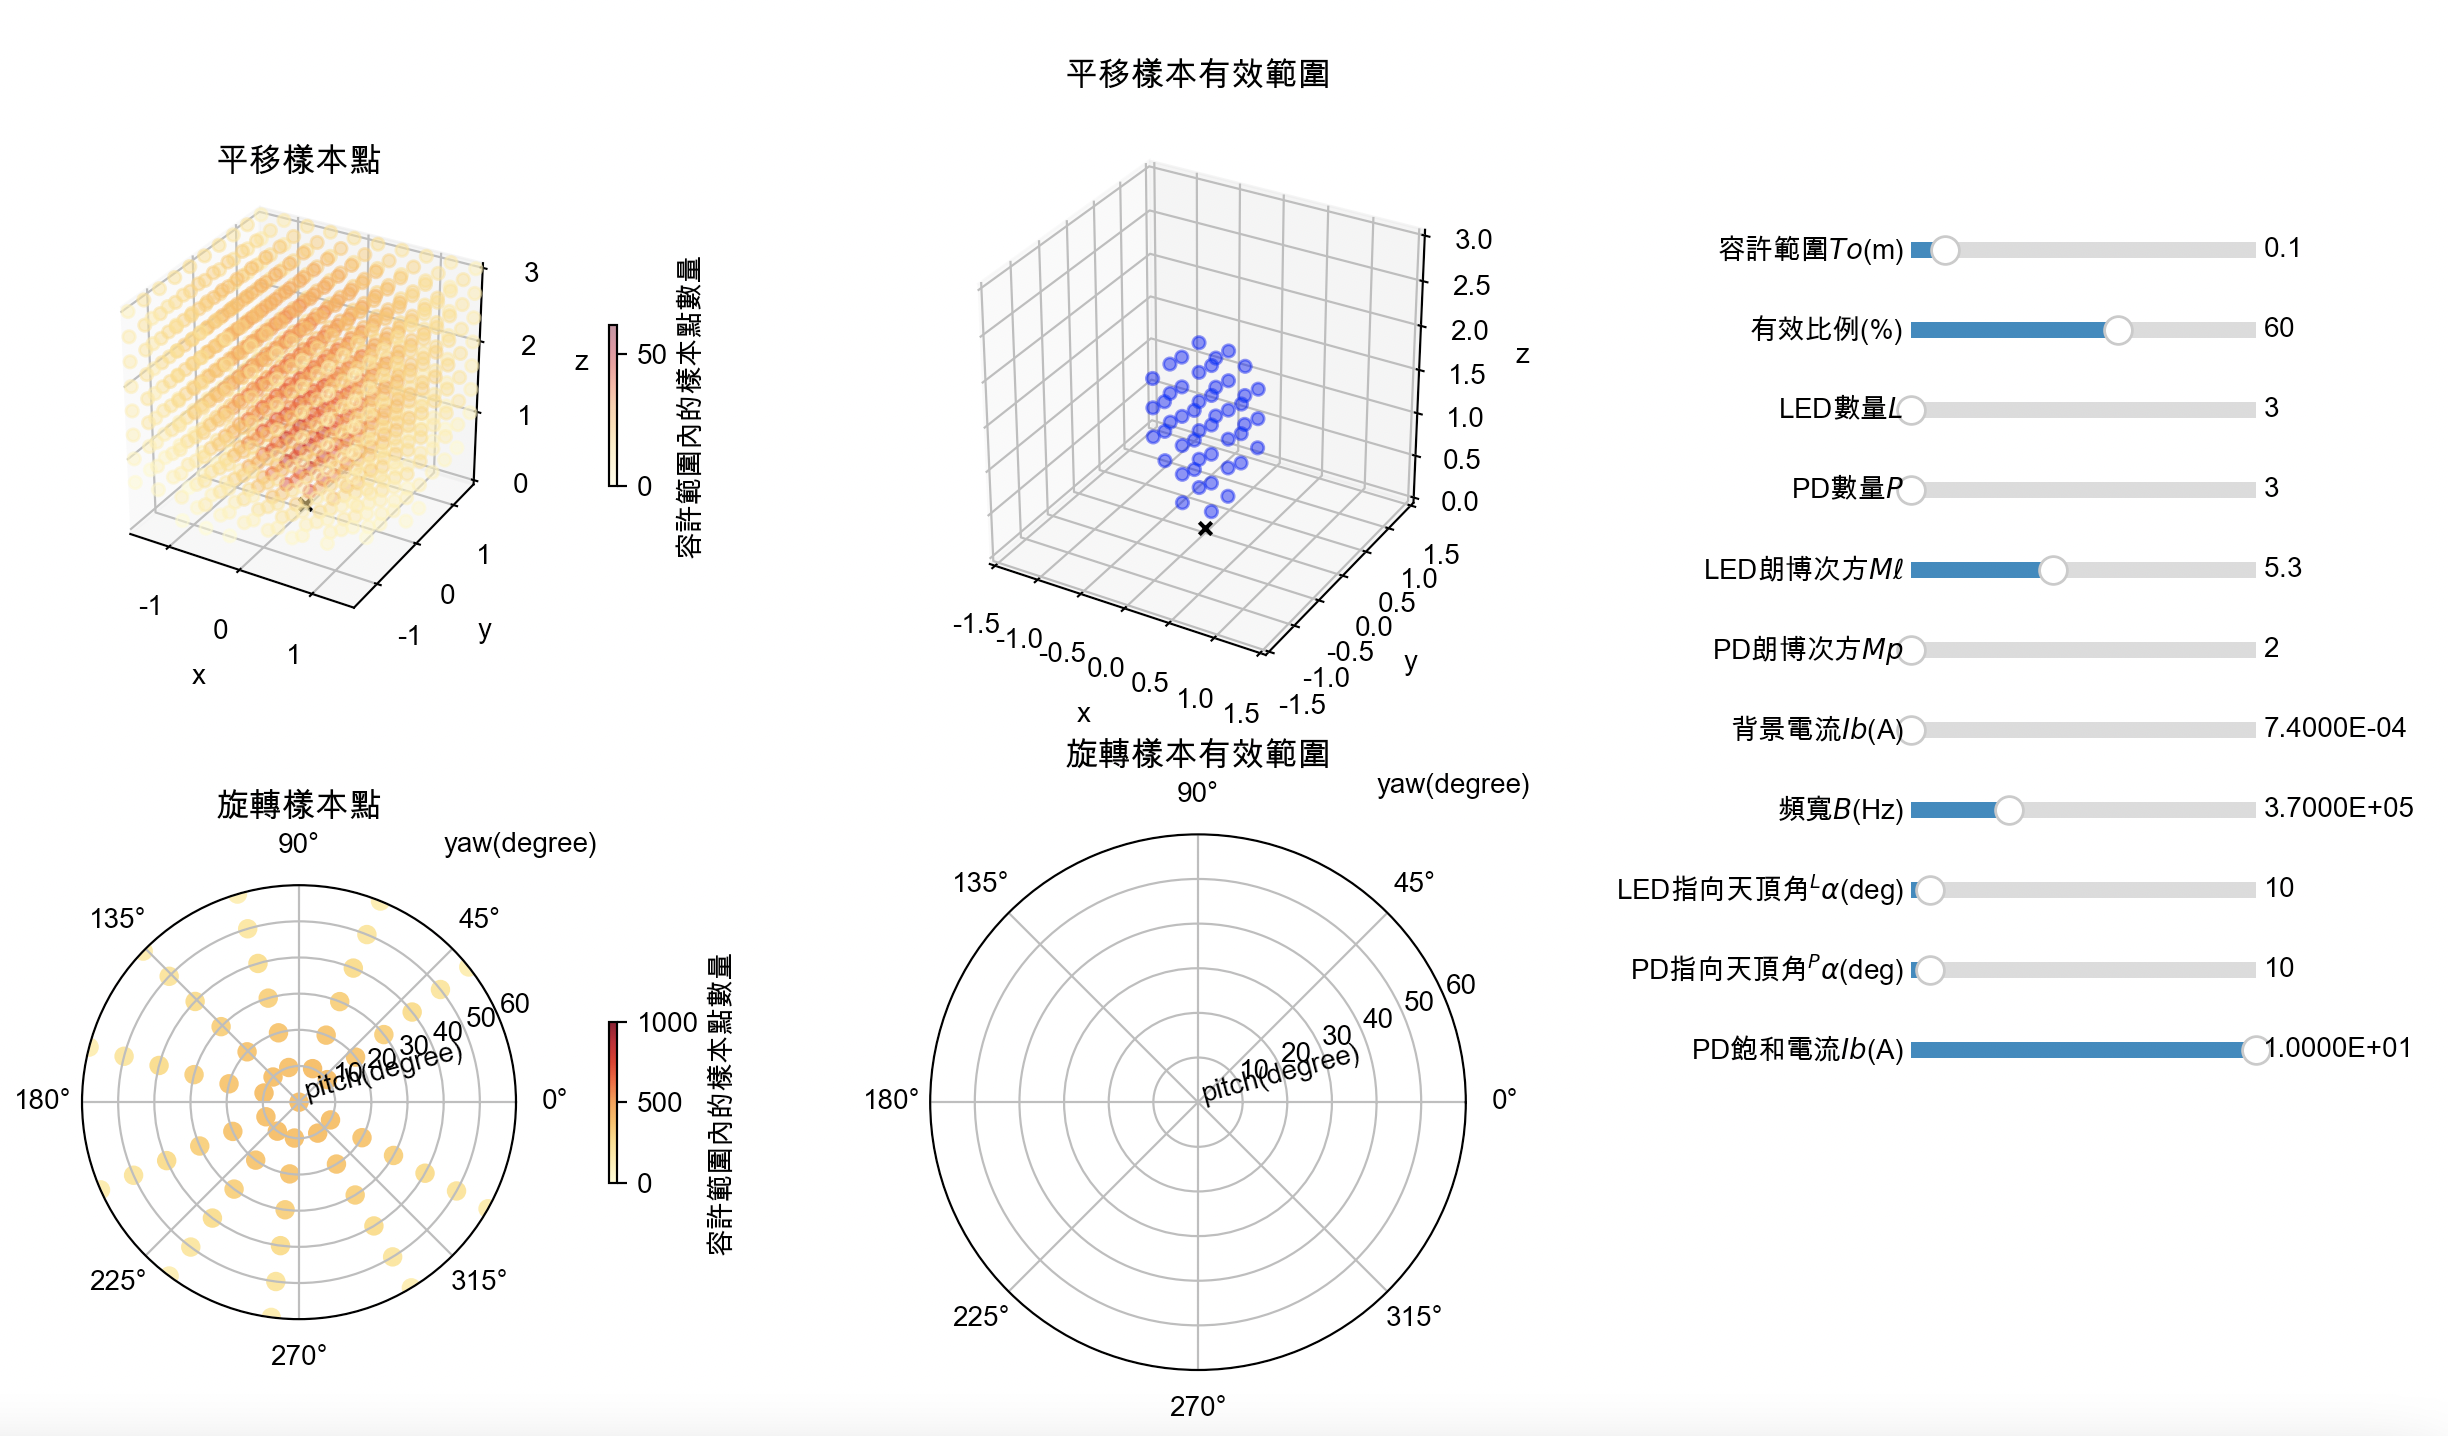 平移樣本點
3
2
z
1
0
-1
0
1
x
-1
0
1
y
50
0
容許範圍內的樣本點數量
平移樣本有效範圍
3.0
2.5
2.0
z
1.5
1.0
0.5
0.0
-1.5
-1.0
-0.5
0.0
0.5
1.0
1.5
x
1.5
1.0
0.5
0.0
-0.5
-1.0
-1.5
y
旋轉樣本點
90°
yaw(degree)
135°
45°
180°
0°
225°
315°
270°
10
20
30
40
50
60
pitch(degree)
1000
500
0
容許範圍內的樣本點數量
旋轉樣本有效範圍
90°
yaw(degree)
135°
45°
180°
0°
225°
315°
270°
10
20
30
40
50
60
pitch(degree)
容許範圍To(m) 0.1
有效比例(%) 60
LED數量L 3
PD數量P 3
LED朗博次方Mℓ 5.3
PD朗博次方Mp 2
背景電流Ib(A) 7.4000E-04
頻寬B(Hz) 3.7000E+05
LED指向天頂角ᴸα(deg) 10
PD指向天頂角ᴾα(deg) 10
PD飽和電流Ib(A) 1.0000E+01